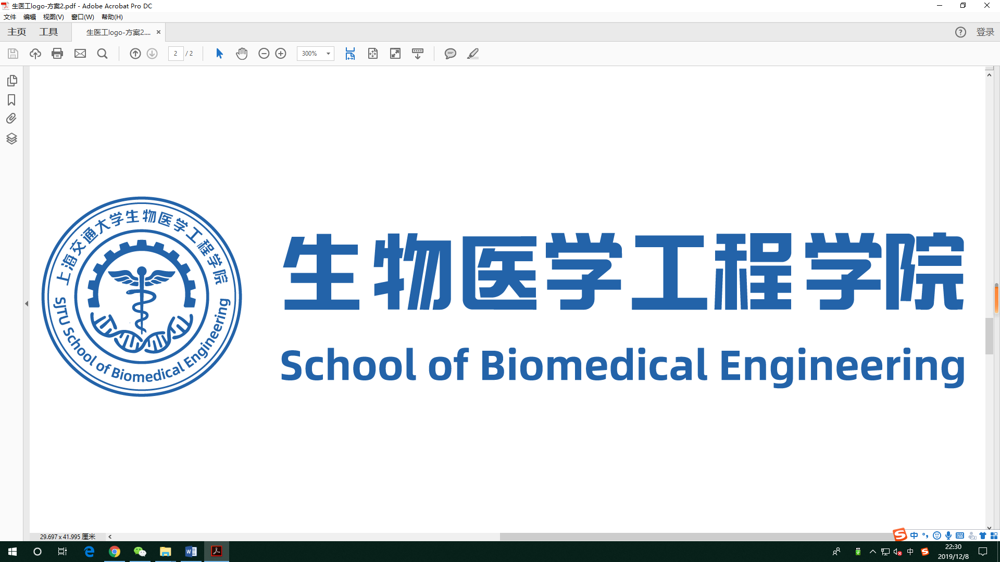 生医工logo-方案2.pdf - Adobe Acrobat Pro DC
文件 编辑 视图(V) 窗口(W) 帮助(H)
主页 工具 生医工logo-方案2.... × 登录
2 / 2 300%
上海交通大学生物医学工程学院
SJTU School of Biomedical Engineering
生物医学工程学院
School of Biomedical Engineering
29.697 x 41.995 厘米
中
中
22:30
2019/12/8